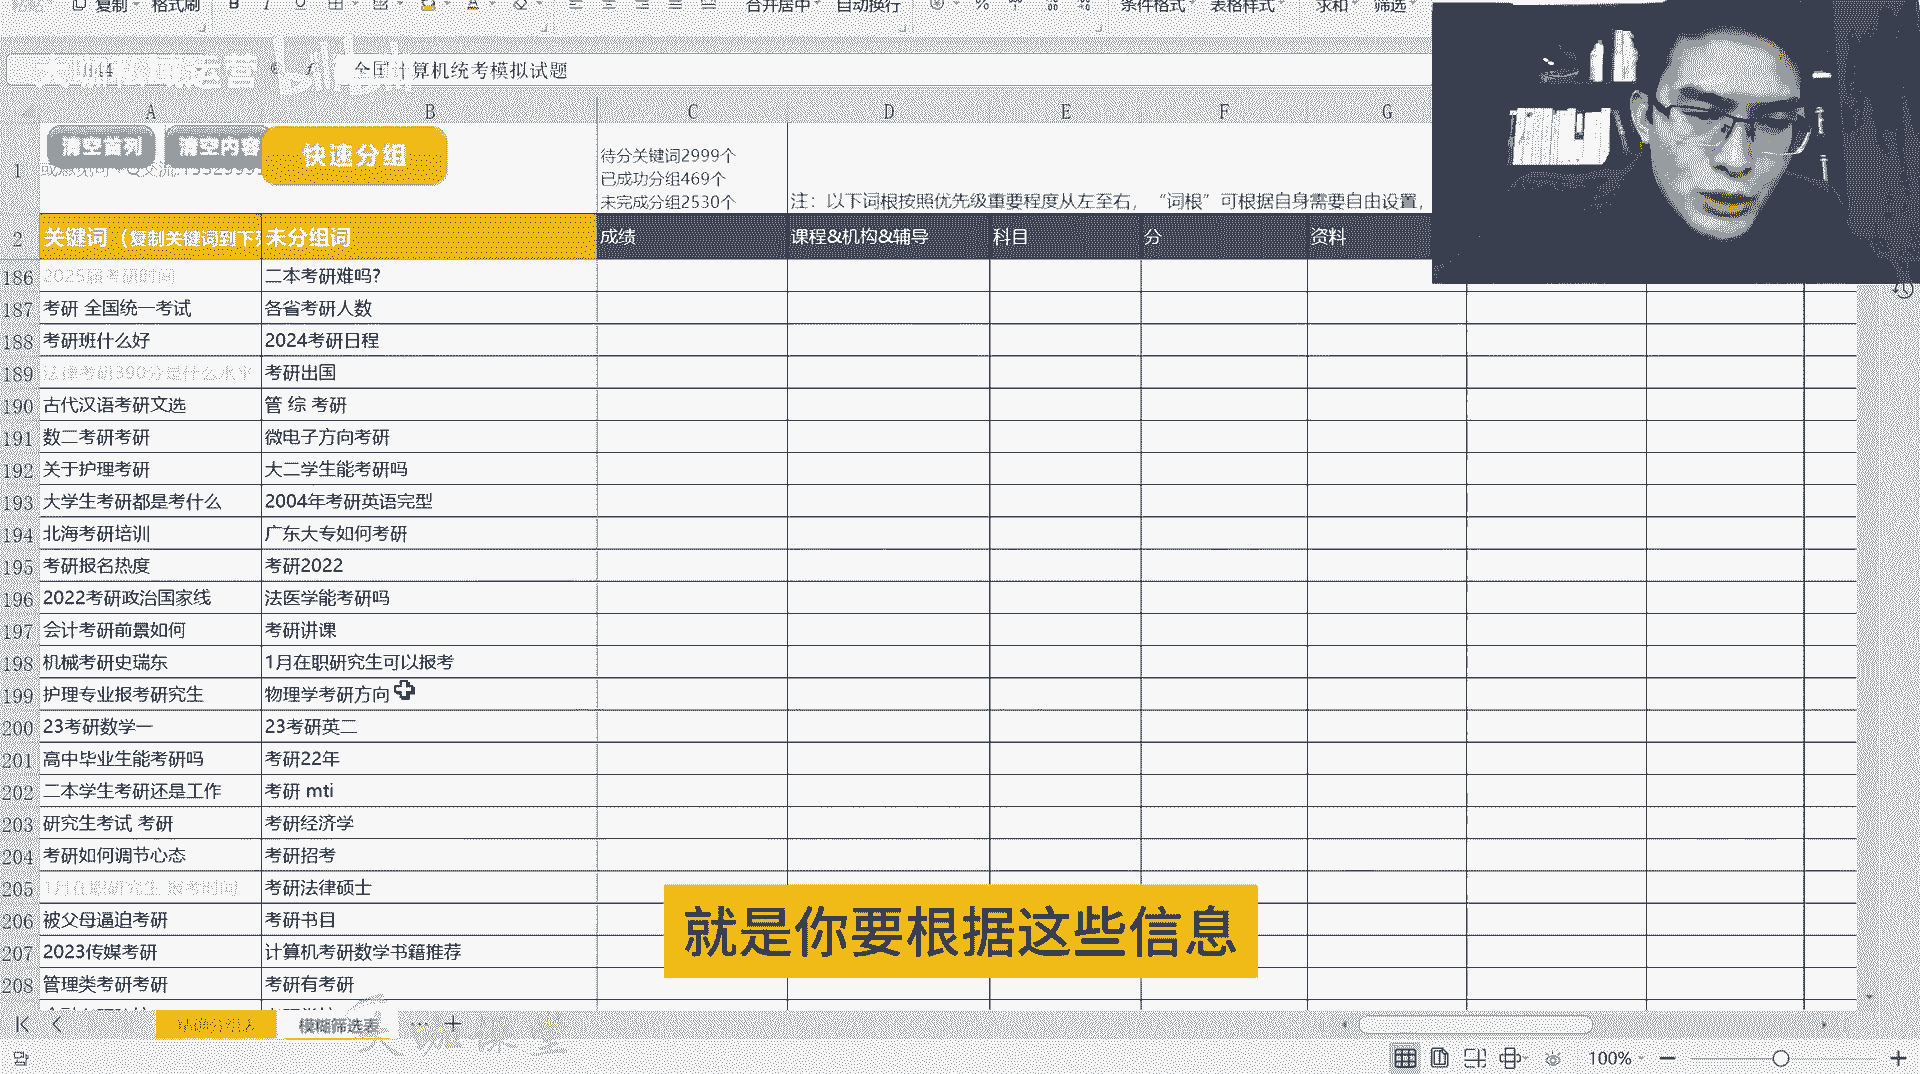 复制 格式刷 B I U 合并居中 自动换行 % 条件格式 表格样式 求和 筛选
全国计算机统考模拟试题
A B C D E F G
清空首列 清空内容 快速分组
待分关键词2999个
已成功分组469个
未完成分组2530个
1 注：以下词根按照优先级重要程度从左至右，“词根”可根据自身需要自由设置，
2 关键词（复制关键词到下列 未分组词 成绩 课程&机构&辅导 科目 分 资料
186 2025届考研时间 二本考研难吗?
187 考研 全国统一考试 各省考研人数
188 考研班什么好 2024考研日程
189 法律考研390分是什么水平 考研出国
190 古代汉语考研文选 管 综 考研
191 数二考研考研 微电子方向考研
192 关于护理考研 大二学生能考研吗
193 大学生考研都是考什么 2004年考研英语完型
194 北海考研培训 广东大专如何考研
195 考研报名热度 考研2022
196 2022考研政治国家线 法医学能考研吗
197 会计考研前景如何 考研讲课
198 机械考研史瑞东 1月在职研究生可以报考
199 护理专业报考研究生 物理学考研方向
200 23考研数学一 23考研英二
201 高中毕业生能考研吗 考研22年
202 二本学生考研还是工作 考研 mti
203 研究生考试 考研 考研经济学
204 考研如何调节心态 考研招考
205 1月在职研究生 报考时间 考研法律硕士
206 被父母逼迫考研 考研书目
207 2023传媒考研 计算机考研数学书籍推荐
208 管理类考研考研 考研有考研
就是你要根据这些信息
模糊筛选表
100%